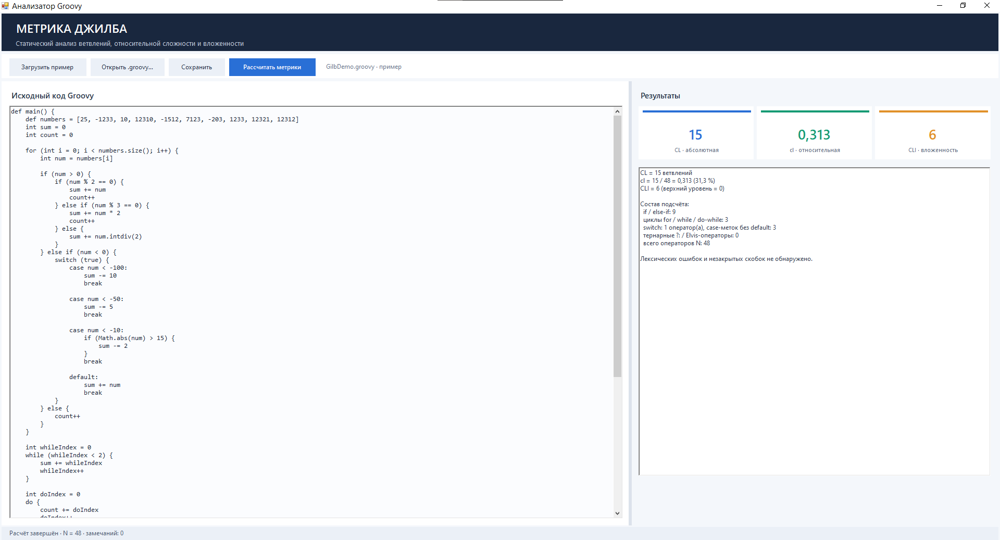 Анализатор Groovy
МЕТРИКА ДЖИЛБА
Статический анализ ветвлений, относительной сложности и вложенности
Загрузить пример
Открыть .groovy...
Сохранить
Рассчитать метрики
GilbDemo.groovy · пример
Исходный код Groovy
def main() {
    def numbers = [25, -1233, 10, 12310, -1512, 7123, -203, 1233, 12321, 12312]
    int sum = 0
    int count = 0
    for (int i = 0; i < numbers.size(); i++) {
        int num = numbers[i]
        if (num > 0) {
            if (num % 2 == 0) {
                sum += num
                count++
            } else if (num % 3 == 0) {
                sum += num * 2
                count++
            } else {
                sum += num.intdiv(2)
            }
        } else if (num < 0) {
            switch (true) {
                case num < -100:
                    sum -= 10
                    break
                case num < -50:
                    sum -= 5
                    break
                case num < -10:
                    if (Math.abs(num) > 15) {
                        sum -= 2
                    }
                    break
                default:
                    sum += num
                    break
            }
        } else {
            count++
        }
    }
    int whileIndex = 0
    while (whileIndex < 2) {
        sum += whileIndex
        whileIndex++
    }
    int doIndex = 0
    do {
        count += doIndex
        doIndex++
Результаты
15
CL · абсолютная
0,313
cl · относительная
6
CLI · вложенность
CL = 15 ветвлений
cl = 15 / 48 = 0,313 (31,3 %)
CLI = 6 (верхний уровень = 0)
Состав подсчёта:
if / else-if: 9
циклы for / while / do-while: 3
switch: 1 оператор(а), case-меток без default: 3
тернарные ?: / Elvis-операторы: 0
всего операторов N: 48
Лексических ошибок и незакрытых скобок не обнаружено.
Расчёт завершён · N = 48 · замечаний: 0